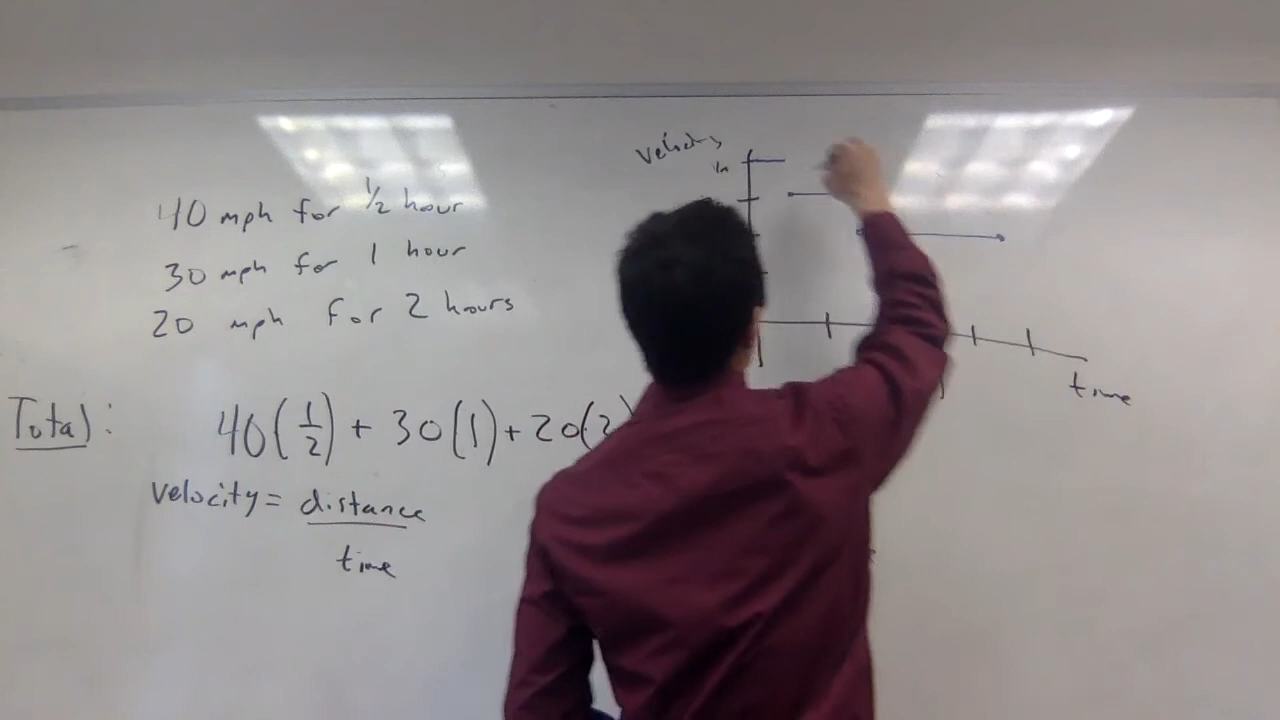 40 mph for 1/2 hour
30 mph for 1 hour
20 mph for 2 hours
Total: 40(1/2) + 30(1) + 20(2
velocity = distance
time
Velocity
time